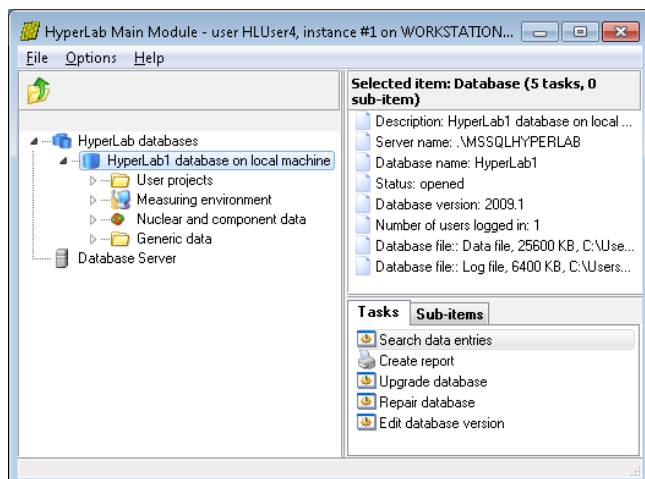 HyperLab Main Module - user HLUser4, instance #1 on WORKSTATION...
File Options Help
HyperLab databases
HyperLab1 database on local machine
User projects
Measuring environment
Nuclear and component data
Generic data
Database Server
Selected item: Database (5 tasks, 0
sub-item)
Description: HyperLab1 database on local ...
Server name: .\MSSQLHYPERLAB
Database name: HyperLab1
Status: opened
Database version: 2009.1
Number of users logged in: 1
Database file:: Data file, 25600 KB, C:\Use...
Database file:: Log file, 6400 KB, C:\Users...
Tasks Sub-items
Search data entries
Create report
Upgrade database
Repair database
Edit database version